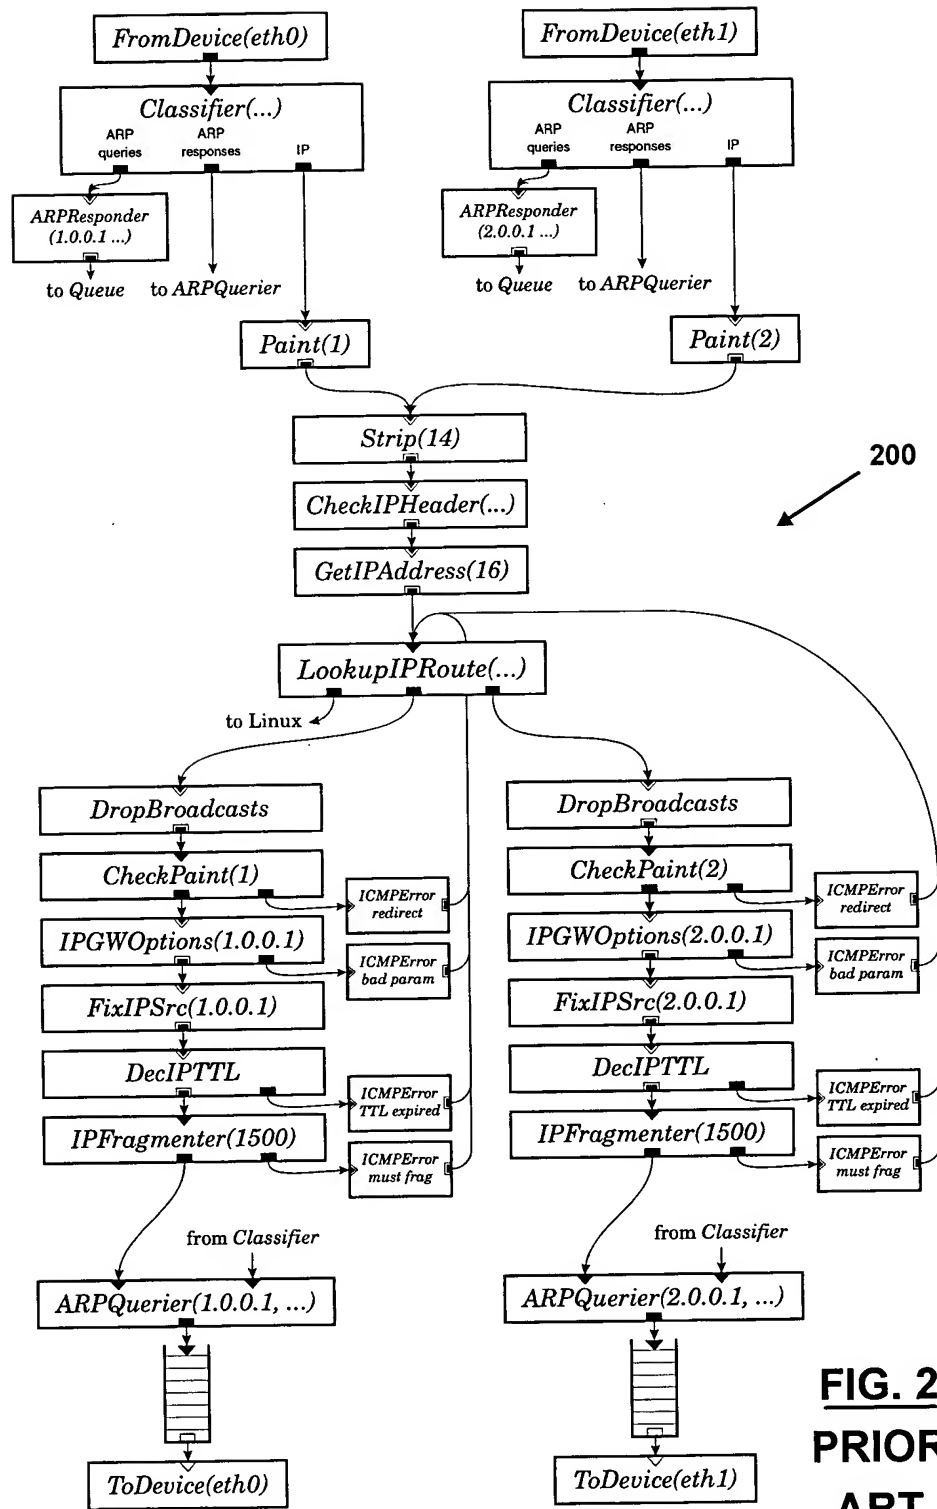 FromDevice(eth0)
FromDevice(eth1)
Classifier(...)
ARP
queries
ARP
responses
IP
Classifier(...)
ARP
queries
ARP
responses
IP
ARPResponder
(1.0.0.1 ...)
ARPResponder
(2.0.0.1 ...)
to Queue
to ARPQuerier
to Queue
to ARPQuerier
Paint(1)
Paint(2)
Strip(14)
200
CheckIPHeader(...)
GetIPAddress(16)
LookupIPRoute(...)
to Linux
DropBroadcasts
DropBroadcasts
CheckPaint(1)
CheckPaint(2)
ICMPError
redirect
ICMPError
redirect
IPGWOptions(1.0.0.1)
IPGWOptions(2.0.0.1)
ICMPError
bad param
ICMPError
bad param
FixIPSrc(1.0.0.1)
FixIPSrc(2.0.0.1)
DecIPTTL
DecIPTTL
ICMPError
TTL expired
ICMPError
TTL expired
IPFragmenter(1500)
IPFragmenter(1500)
ICMPError
must frag
ICMPError
must frag
from Classifier
from Classifier
ARPQuerier(1.0.0.1, ...)
ARPQuerier(2.0.0.1, ...)
ToDevice(eth0)
ToDevice(eth1)
FIG. 2
PRIOR
ART